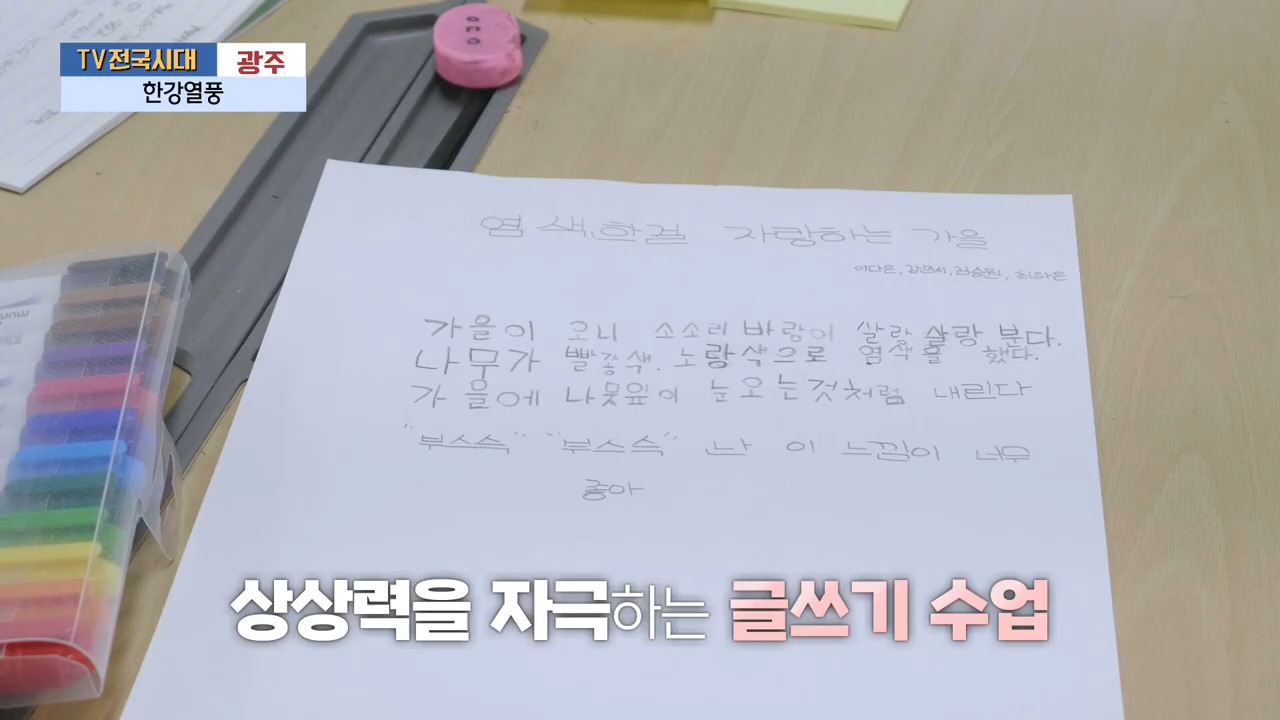 TV전국시대 광주
한강열풍
염색한걸 자랑하는 가을
이다은,
가을이 오니 소소리 바람이 살랑 살랑 분다.
나무가 빨강색. 노랑색으로 염색을 했다.
가을에 나뭇잎이 눈오는것처럼 내린다
"부스슥" "부스슥" 난 이 느낌이 너무
좋아
상상력을 자극하는 글쓰기 수업